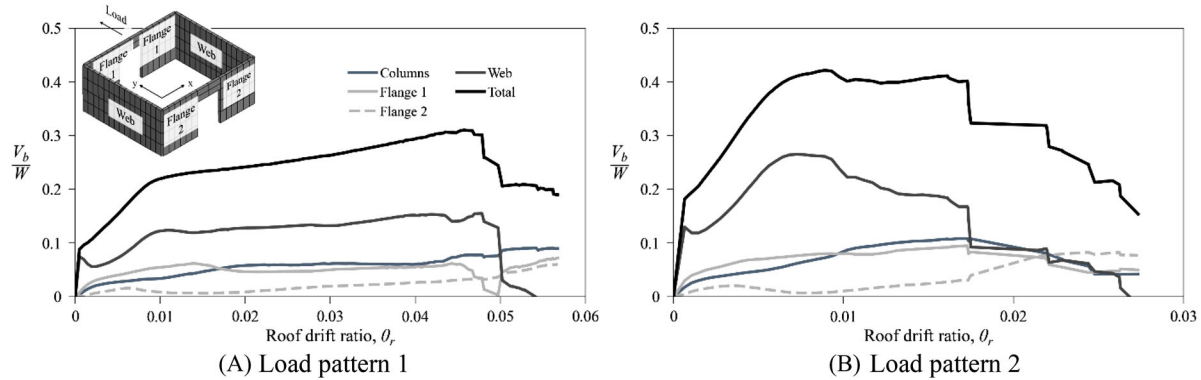 0.5
0.4
0.3
0.2
0.1
0
V_b
W
Load
Flange 1
Flange 1
Web
Flange 2
Web
Flange 2
y
x
Columns
Flange 1
Flange 2
Web
Total
0
0.01
0.02
0.03
0.04
0.05
0.06
Roof drift ratio, θ_r
(A) Load pattern 1
0.5
0.4
0.3
0.2
0.1
0
V_b
W
0
0.01
0.02
0.03
Roof drift ratio, θ_r
(B) Load pattern 2